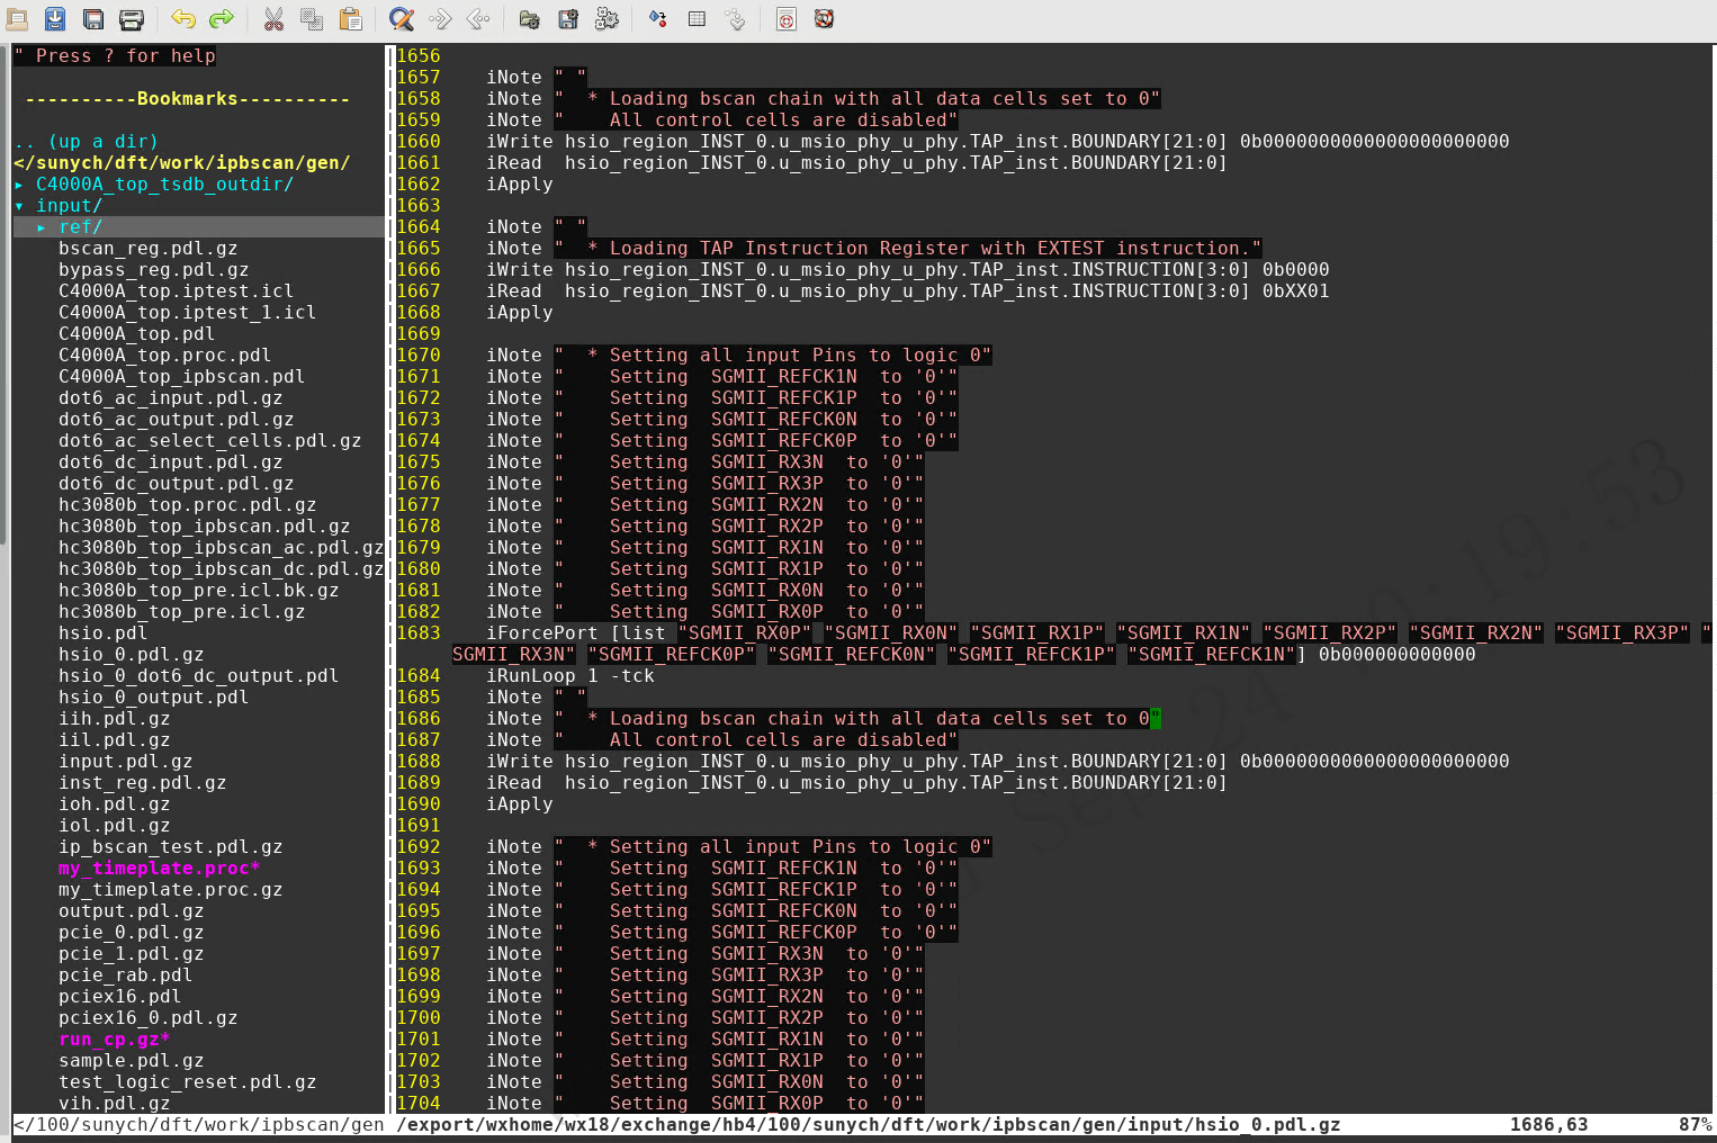 " Press ? for help
----------Bookmarks----------
.. (up a dir)
</sunych/dft/work/ipbscan/gen/
▸ C4000A_top_tsdb_outdir/
▾ input/
▸ ref/
bscan_reg.pdl.gz
bypass_reg.pdl.gz
C4000A_top.iptest.icl
C4000A_top.iptest_1.icl
C4000A_top.pdl
C4000A_top.proc.pdl
C4000A_top_ipbscan.pdl
dot6_ac_input.pdl.gz
dot6_ac_output.pdl.gz
dot6_ac_select_cells.pdl.gz
dot6_dc_input.pdl.gz
dot6_dc_output.pdl.gz
hc3080b_top.proc.pdl.gz
hc3080b_top_ipbscan.pdl.gz
hc3080b_top_ipbscan_ac.pdl.gz
hc3080b_top_ipbscan_dc.pdl.gz
hc3080b_top_pre.icl.bk.gz
hc3080b_top_pre.icl.gz
hsio.pdl
hsio_0.pdl.gz
hsio_0_dot6_dc_output.pdl
hsio_0_output.pdl
iih.pdl.gz
iil.pdl.gz
input.pdl.gz
inst_reg.pdl.gz
ioh.pdl.gz
iol.pdl.gz
ip_bscan_test.pdl.gz
my_timeplate.proc*
my_timeplate.proc.gz
output.pdl.gz
pcie_0.pdl.gz
pcie_1.pdl.gz
pcie_rab.pdl
pciex16.pdl
pciex16_0.pdl.gz
run_cp.gz*
sample.pdl.gz
test_logic_reset.pdl.gz
vih.pdl.gz
</100/sunych/dft/work/ipbscan/gen
1656
1657    iNote " "
1658    iNote "  * Loading bscan chain with all data cells set to 0"
1659    iNote "    All control cells are disabled"
1660    iWrite hsio_region_INST_0.u_msio_phy_u_phy.TAP_inst.BOUNDARY[21:0] 0b0000000000000000000000
1661    iRead  hsio_region_INST_0.u_msio_phy_u_phy.TAP_inst.BOUNDARY[21:0]
1662    iApply
1663
1664    iNote " "
1665    iNote "  * Loading TAP Instruction Register with EXTEST instruction."
1666    iWrite hsio_region_INST_0.u_msio_phy_u_phy.TAP_inst.INSTRUCTION[3:0] 0b0000
1667    iRead  hsio_region_INST_0.u_msio_phy_u_phy.TAP_inst.INSTRUCTION[3:0] 0bXX01
1668    iApply
1669
1670    iNote "  * Setting all input Pins to logic 0"
1671    iNote "    Setting  SGMII_REFCK1N  to '0'"
1672    iNote "    Setting  SGMII_REFCK1P  to '0'"
1673    iNote "    Setting  SGMII_REFCK0N  to '0'"
1674    iNote "    Setting  SGMII_REFCK0P  to '0'"
1675    iNote "    Setting  SGMII_RX3N  to '0'"
1676    iNote "    Setting  SGMII_RX3P  to '0'"
1677    iNote "    Setting  SGMII_RX2N  to '0'"
1678    iNote "    Setting  SGMII_RX2P  to '0'"
1679    iNote "    Setting  SGMII_RX1N  to '0'"
1680    iNote "    Setting  SGMII_RX1P  to '0'"
1681    iNote "    Setting  SGMII_RX0N  to '0'"
1682    iNote "    Setting  SGMII_RX0P  to '0'"
1683    iForcePort [list "SGMII_RX0P" "SGMII_RX0N" "SGMII_RX1P" "SGMII_RX1N" "SGMII_RX2P" "SGMII_RX2N" "SGMII_RX3P" "
SGMII_RX3N" "SGMII_REFCK0P" "SGMII_REFCK0N" "SGMII_REFCK1P" "SGMII_REFCK1N"] 0b000000000000
1684    iRunLoop 1 -tck
1685    iNote " "
1686    iNote "  * Loading bscan chain with all data cells set to 0"
1687    iNote "    All control cells are disabled"
1688    iWrite hsio_region_INST_0.u_msio_phy_u_phy.TAP_inst.BOUNDARY[21:0] 0b0000000000000000000000
1689    iRead  hsio_region_INST_0.u_msio_phy_u_phy.TAP_inst.BOUNDARY[21:0]
1690    iApply
1691
1692    iNote "  * Setting all input Pins to logic 0"
1693    iNote "    Setting  SGMII_REFCK1N  to '0'"
1694    iNote "    Setting  SGMII_REFCK1P  to '0'"
1695    iNote "    Setting  SGMII_REFCK0N  to '0'"
1696    iNote "    Setting  SGMII_REFCK0P  to '0'"
1697    iNote "    Setting  SGMII_RX3N  to '0'"
1698    iNote "    Setting  SGMII_RX3P  to '0'"
1699    iNote "    Setting  SGMII_RX2N  to '0'"
1700    iNote "    Setting  SGMII_RX2P  to '0'"
1701    iNote "    Setting  SGMII_RX1N  to '0'"
1702    iNote "    Setting  SGMII_RX1P  to '0'"
1703    iNote "    Setting  SGMII_RX0N  to '0'"
1704    iNote "    Setting  SGMII_RX0P  to '0'"
/export/wxhome/wx18/exchange/hb4/100/sunych/dft/work/ipbscan/gen/input/hsio_0.pdl.gz 1686,63 87%